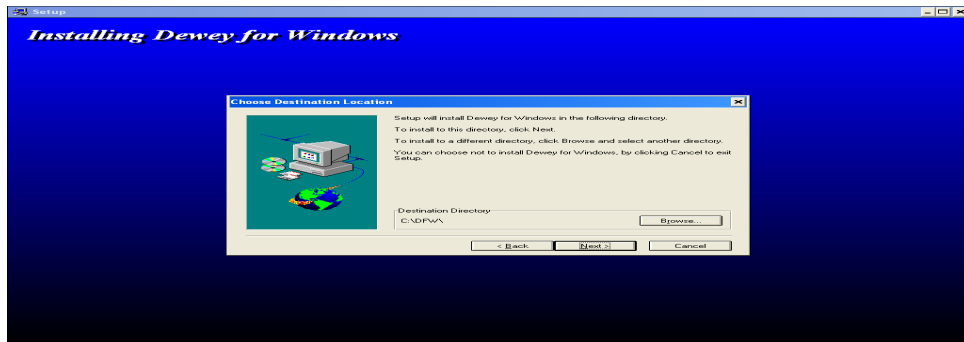 Setup
Installing Dewey for Windows
Choose Destination Location
Setup will install Dewey for Windows in the following directory.
To install to this directory, click Next.
To install to a different directory, click Browse and select another directory.
You can choose not to install Dewey for Windows, by clicking Cancel to exit
Setup.
Destination Directory
C:\DFW\
Browse...
< Back
Next >
Cancel